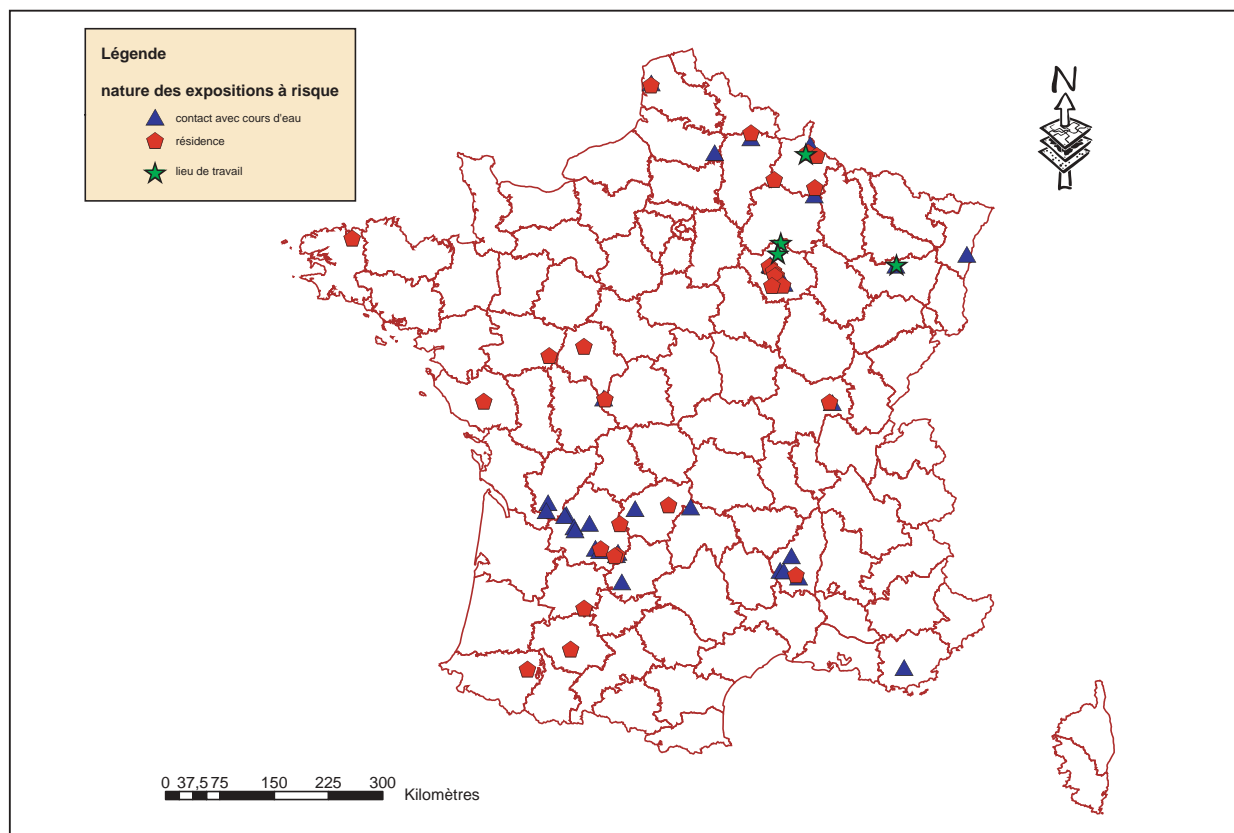 Légende
nature des expositions à risque
contact avec cours d'eau
résidence
lieu de travail
N
0 37,5 75 150 225 300
Kilomètres